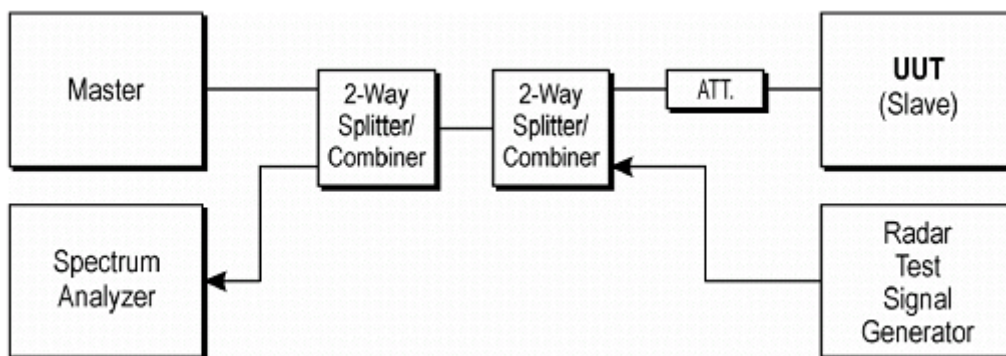 Master
2-Way
Splitter/
Combiner
2-Way
Splitter/
Combiner
ATT.
UUT
(Slave)
Spectrum
Analyzer
Radar
Test
Signal
Generator